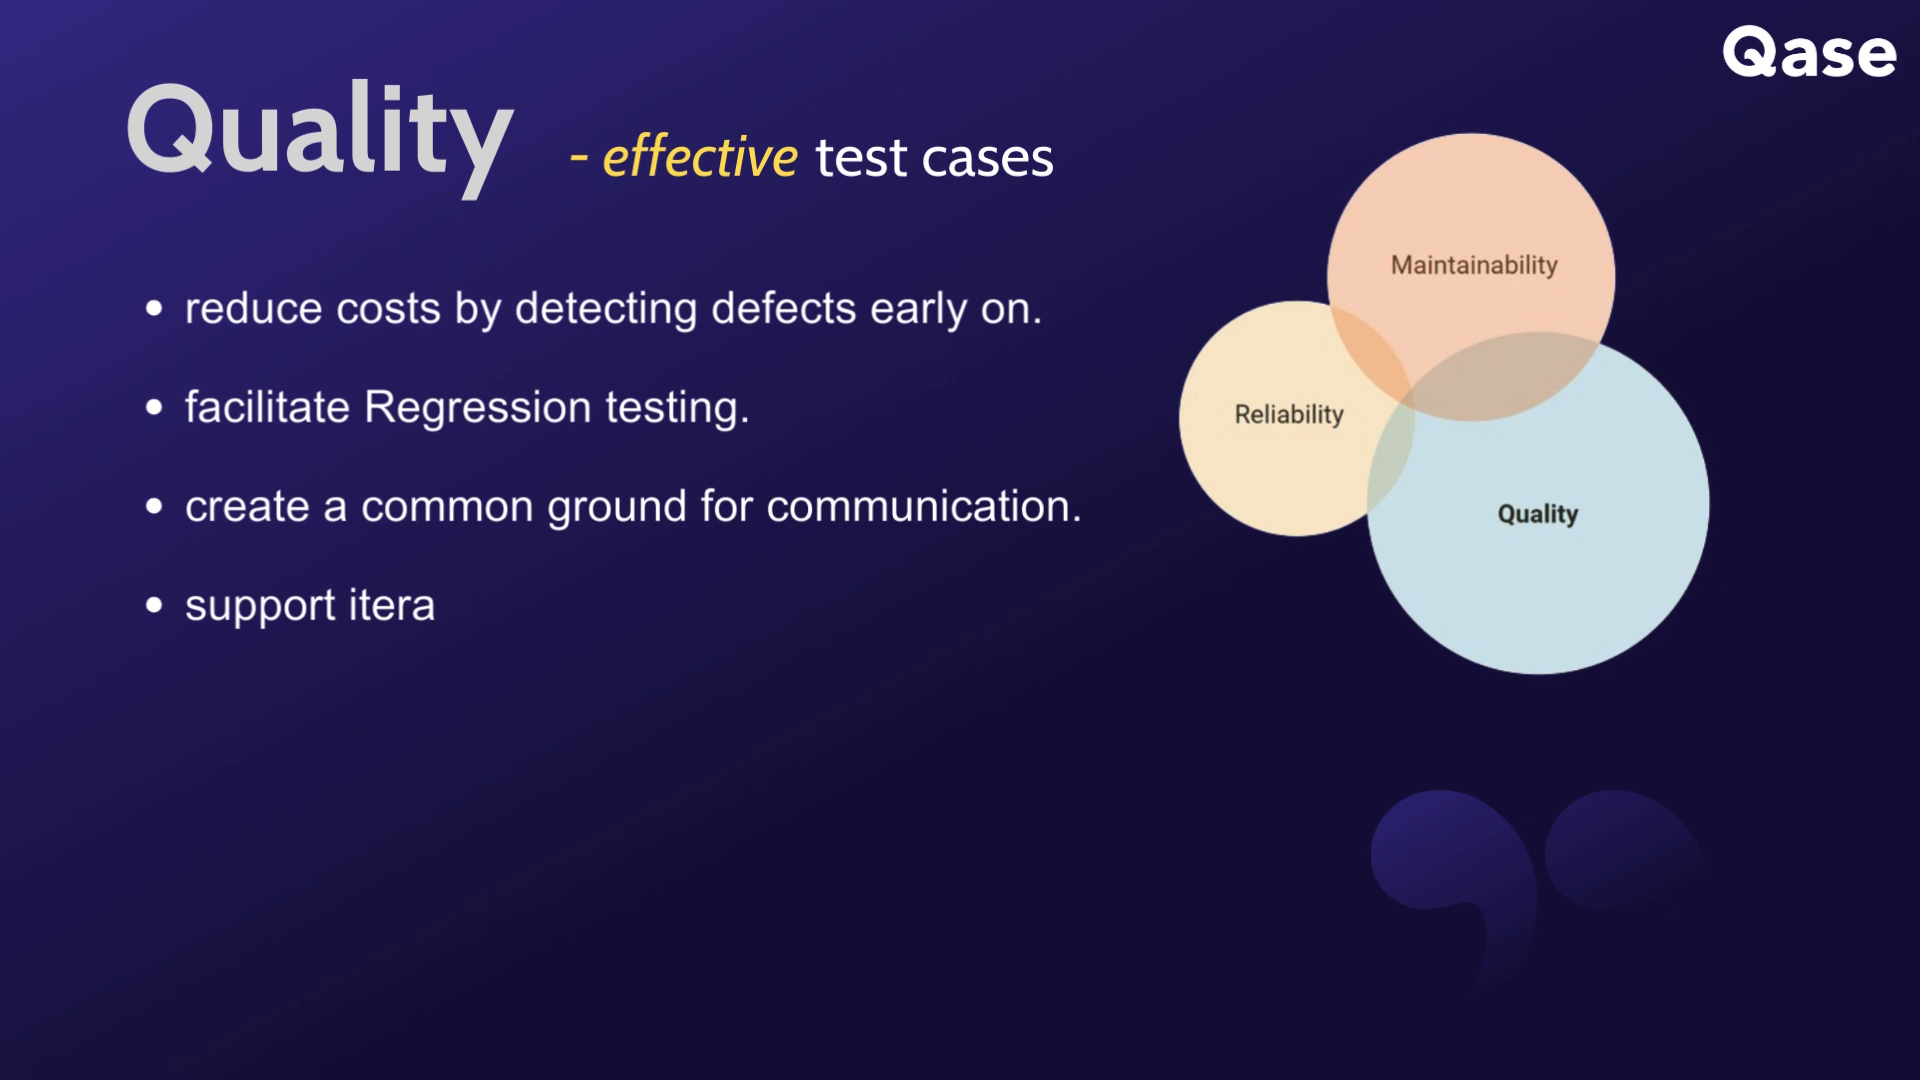 Qase
Quality - effective test cases
• reduce costs by detecting defects early on.
• facilitate Regression testing.
• create a common ground for communication.
• support itera
Maintainability
Reliability
Quality